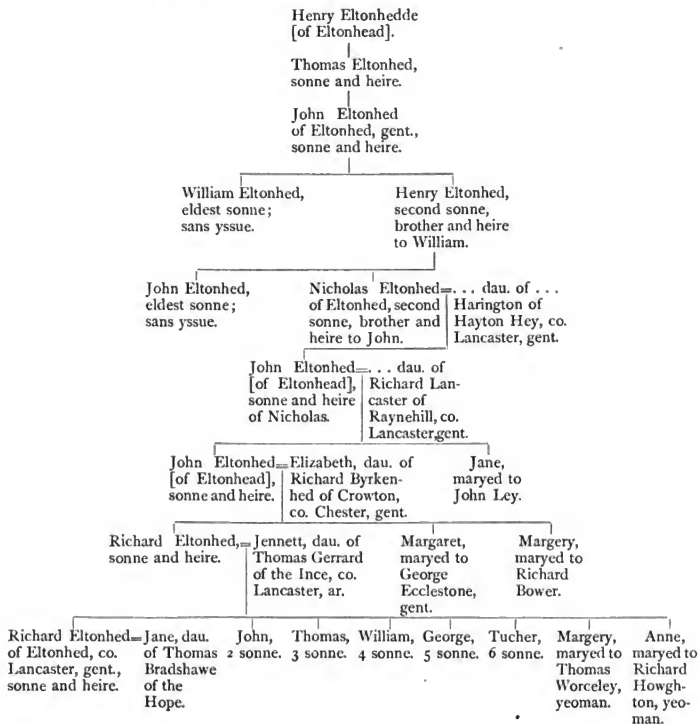 Henry Eltonhedde
[of Eltonhead].
Thomas Eltonhed,
sonne and heire.
John Eltonhed
of Eltonhed, gent.,
sonne and heire.
William Eltonhed,
eldest sonne;
sans yssue.
Henry Eltonhed,
second sonne,
brother and heire
to William.
John Eltonhed,
eldest sonne;
sans yssue.
Nicholas Eltonhed=
of Eltonhed, second
sonne, brother and
heire to John.
. . . dau. of . . .
Harington of
Hayton Hey, co.
Lancaster, gent.
John Eltonhed=
[of Eltonhead],
sonne and heire
of Nicholas.
. . . dau. of
Richard Lan-
caster of
Raynehill, co.
Lancaster, gent.
John Eltonhed=
[of Eltonhead],
sonne and heire.
Elizabeth, dau. of
Richard Byrken-
hed of Crowton,
co. Chester, gent.
Jane,
maryed to
John Ley.
Richard Eltonhed,=
sonne and heire.
Jennett, dau. of
Thomas Gerrard
of the Ince, co.
Lancaster, ar.
Margaret,
maryed to
George
Ecclestone,
gent.
Margery,
maryed to
Richard
Bower.
Richard Eltonhed=
of Eltonhed, co.
Lancaster, gent.,
sonne and heire.
Jane, dau.
of Thomas
Bradshawe
of the
Hope.
John,
2 sonne.
Thomas,
3 sonne.
William,
4 sonne.
George,
5 sonne.
Tucher,
6 sonne.
Margery,
maryed to
Thomas
Worceley,
yeoman.
Anne,
maryed to
Richard
Howgh-
ton, yeo-
man.